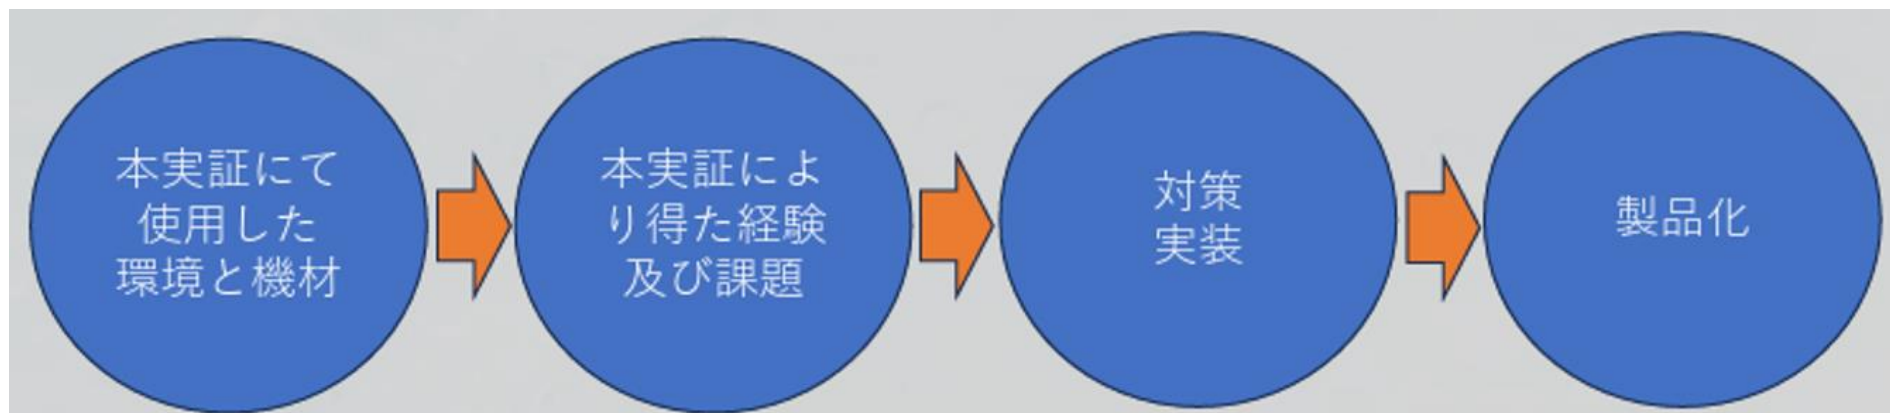 本実証にて
使用した
環境と機材
本実証によ
り得た経験
及び課題
対策
実装
製品化